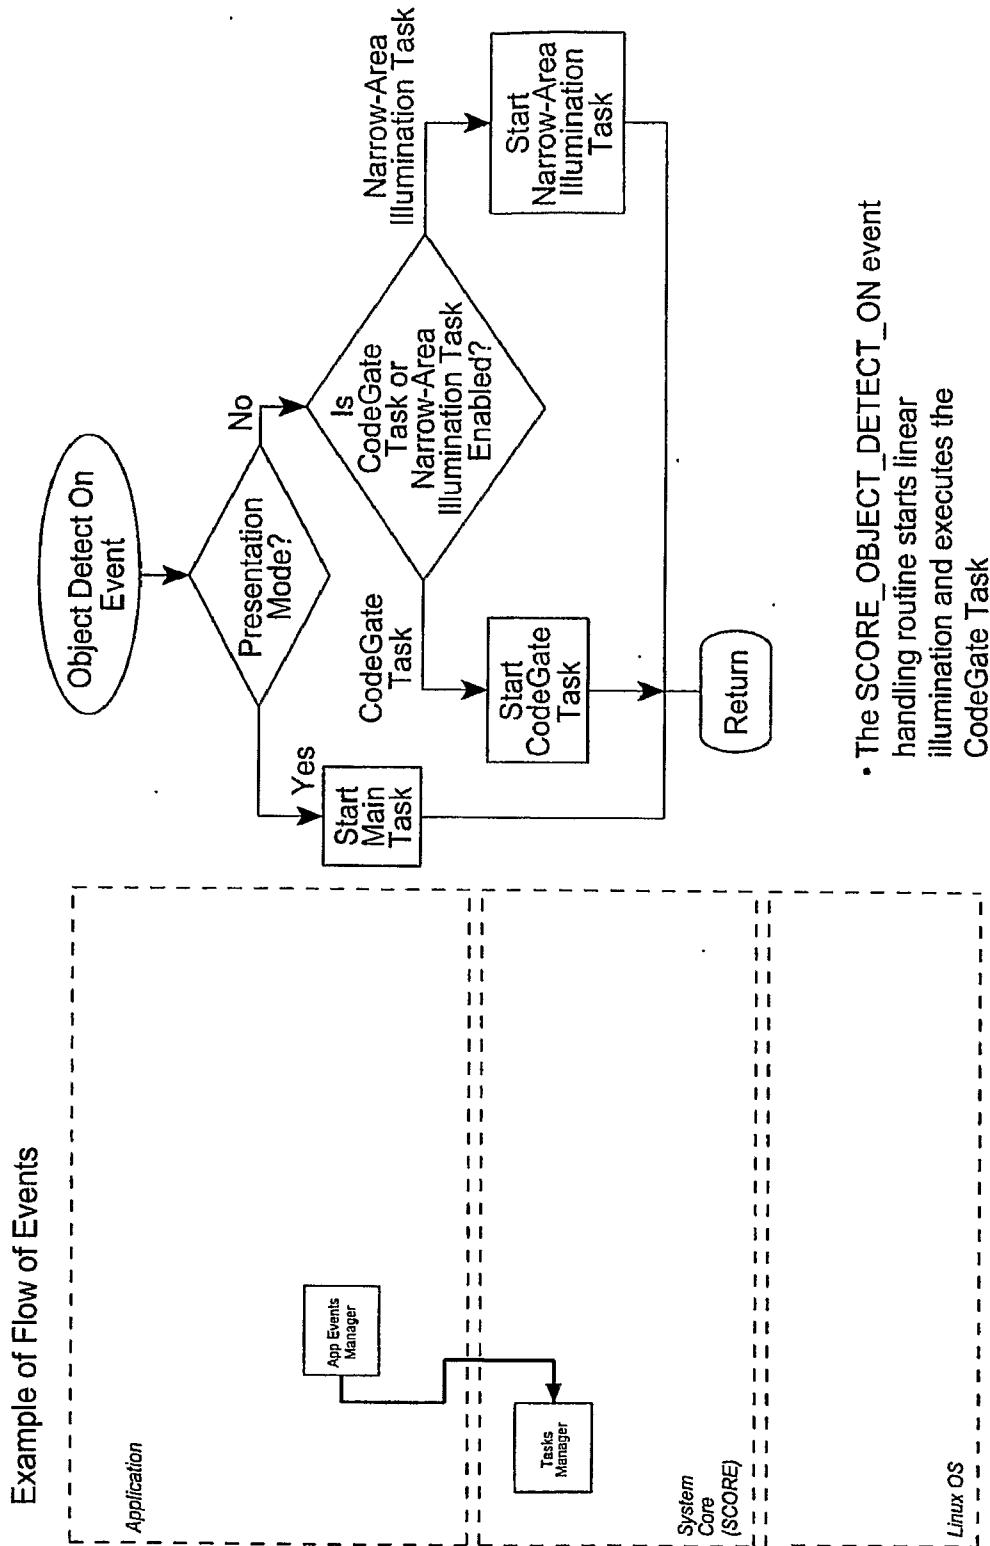 Example of Flow of Events
Application
App Events
Manager
Tasks
Manager
System
Core
(SCORE)
Linux OS
Object Detect On
Event
Presentation
Mode?
Yes
No
Start
Main
Task
Is
CodeGate
Task or
Narrow-Area
Illumination Task
Enabled?
CodeGate
Task
Narrow-Area
Illumination Task
Start
CodeGate
Task
Start
Narrow-Area
Illumination
Task
Return
• The SCORE_OBJECT_DETECT_ON event
handling routine starts linear
illumination and executes the
CodeGate Task